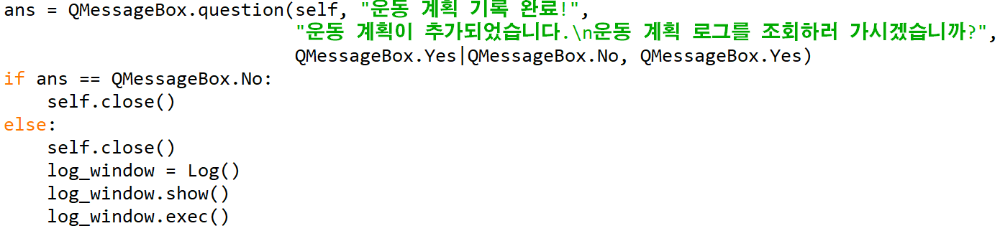 ans = QMessageBox.question(self, "운동 계획 기록 완료!",
                           "운동 계획이 추가되었습니다.\n운동 계획 로그를 조회하러 가시겠습니까?",
                           QMessageBox.Yes|QMessageBox.No, QMessageBox.Yes)
if ans == QMessageBox.No:
    self.close()
else:
    self.close()
    log_window = Log()
    log_window.show()
    log_window.exec()